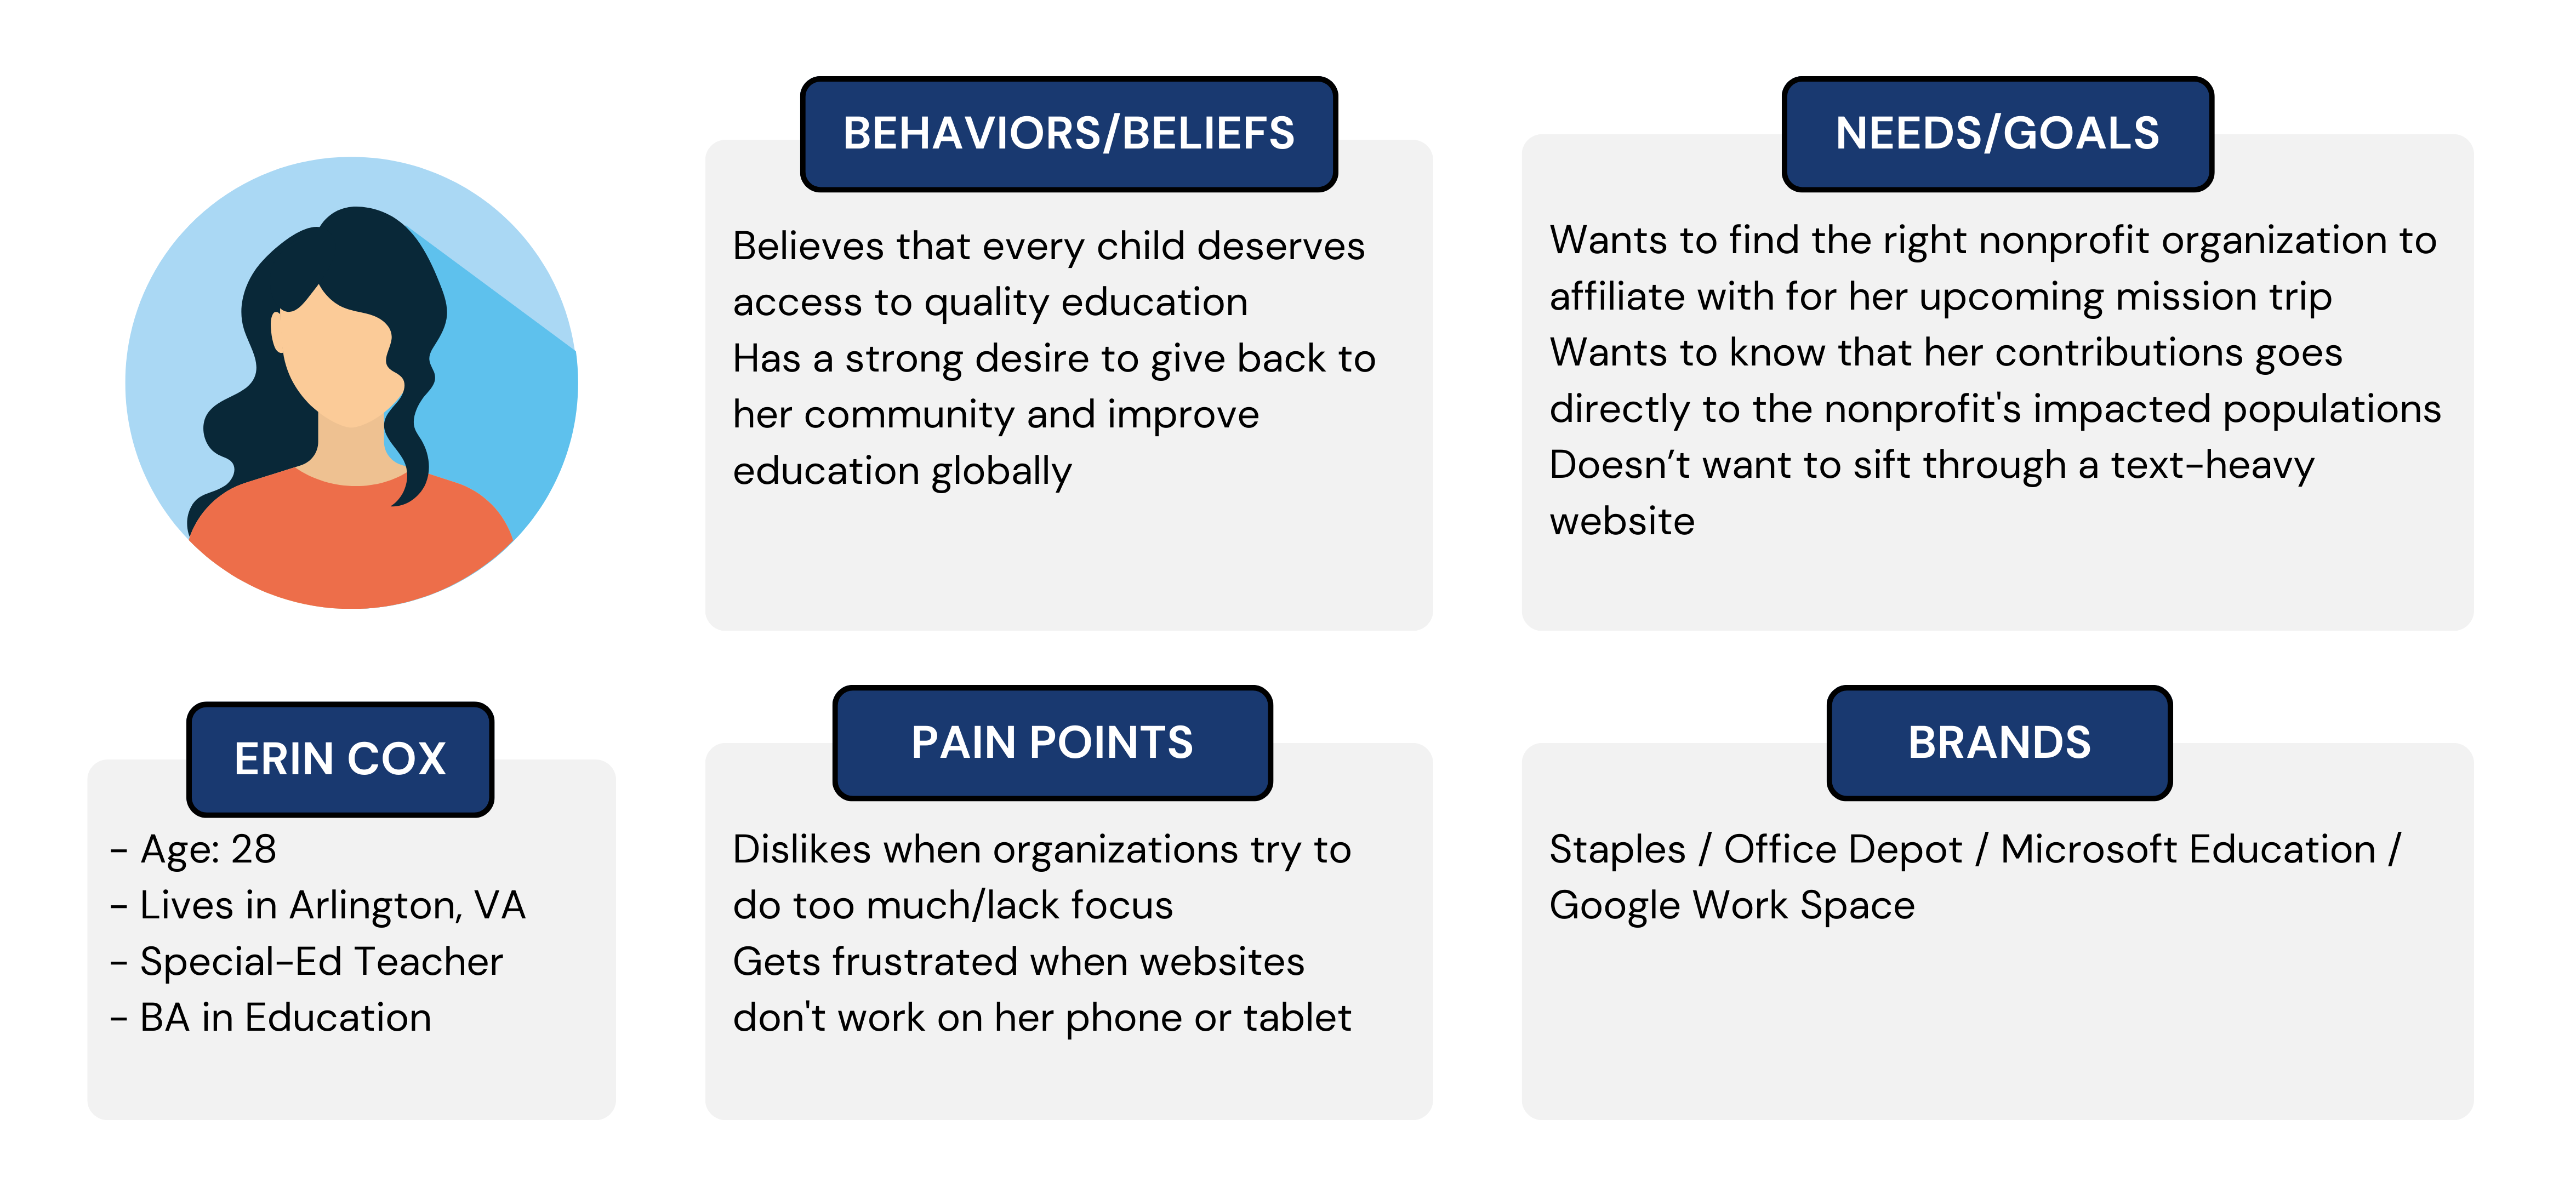 BEHAVIORS/BELIEFS
Believes that every child deserves
access to quality education
Has a strong desire to give back to
her community and improve
education globally
NEEDS/GOALS
Wants to find the right nonprofit organization to
affiliate with for her upcoming mission trip
Wants to know that her contributions goes
directly to the nonprofit's impacted populations
Doesn’t want to sift through a text-heavy
website
ERIN COX
- Age: 28
- Lives in Arlington, VA
- Special-Ed Teacher
- BA in Education
PAIN POINTS
Dislikes when organizations try to
do too much/lack focus
Gets frustrated when websites
don't work on her phone or tablet
BRANDS
Staples / Office Depot / Microsoft Education /
Google Work Space